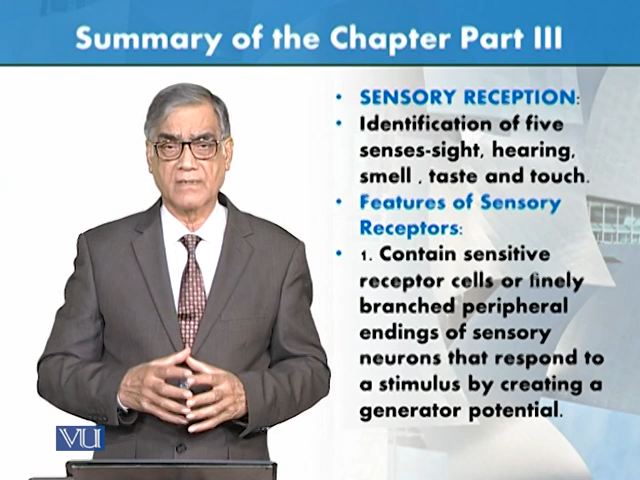 Summary of the Chapter Part III
• SENSORY RECEPTION:
• Identification of five
senses-sight, hearing,
smell , taste and touch.
• Features of Sensory
Receptors:
• 1. Contain sensitive
receptor cells or finely
branched peripheral
endings of sensory
neurons that respond to
a stimulus by creating a
generator potential.
VU